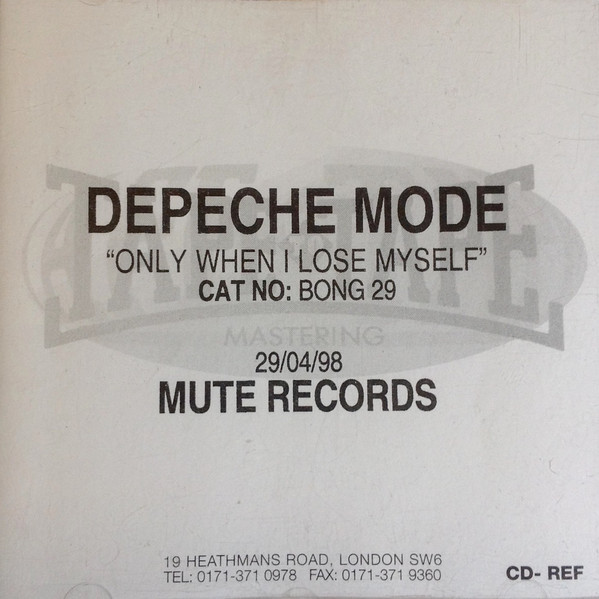 DEPECHE MODE
"ONLY WHEN I LOSE MYSELF"
CAT NO: BONG 29
MASTERING
29/04/98
MUTE RECORDS
19 HEATHMANS ROAD, LONDON SW6
TEL: 0171-371 0978 FAX: 0171-371 9360
CD- REF